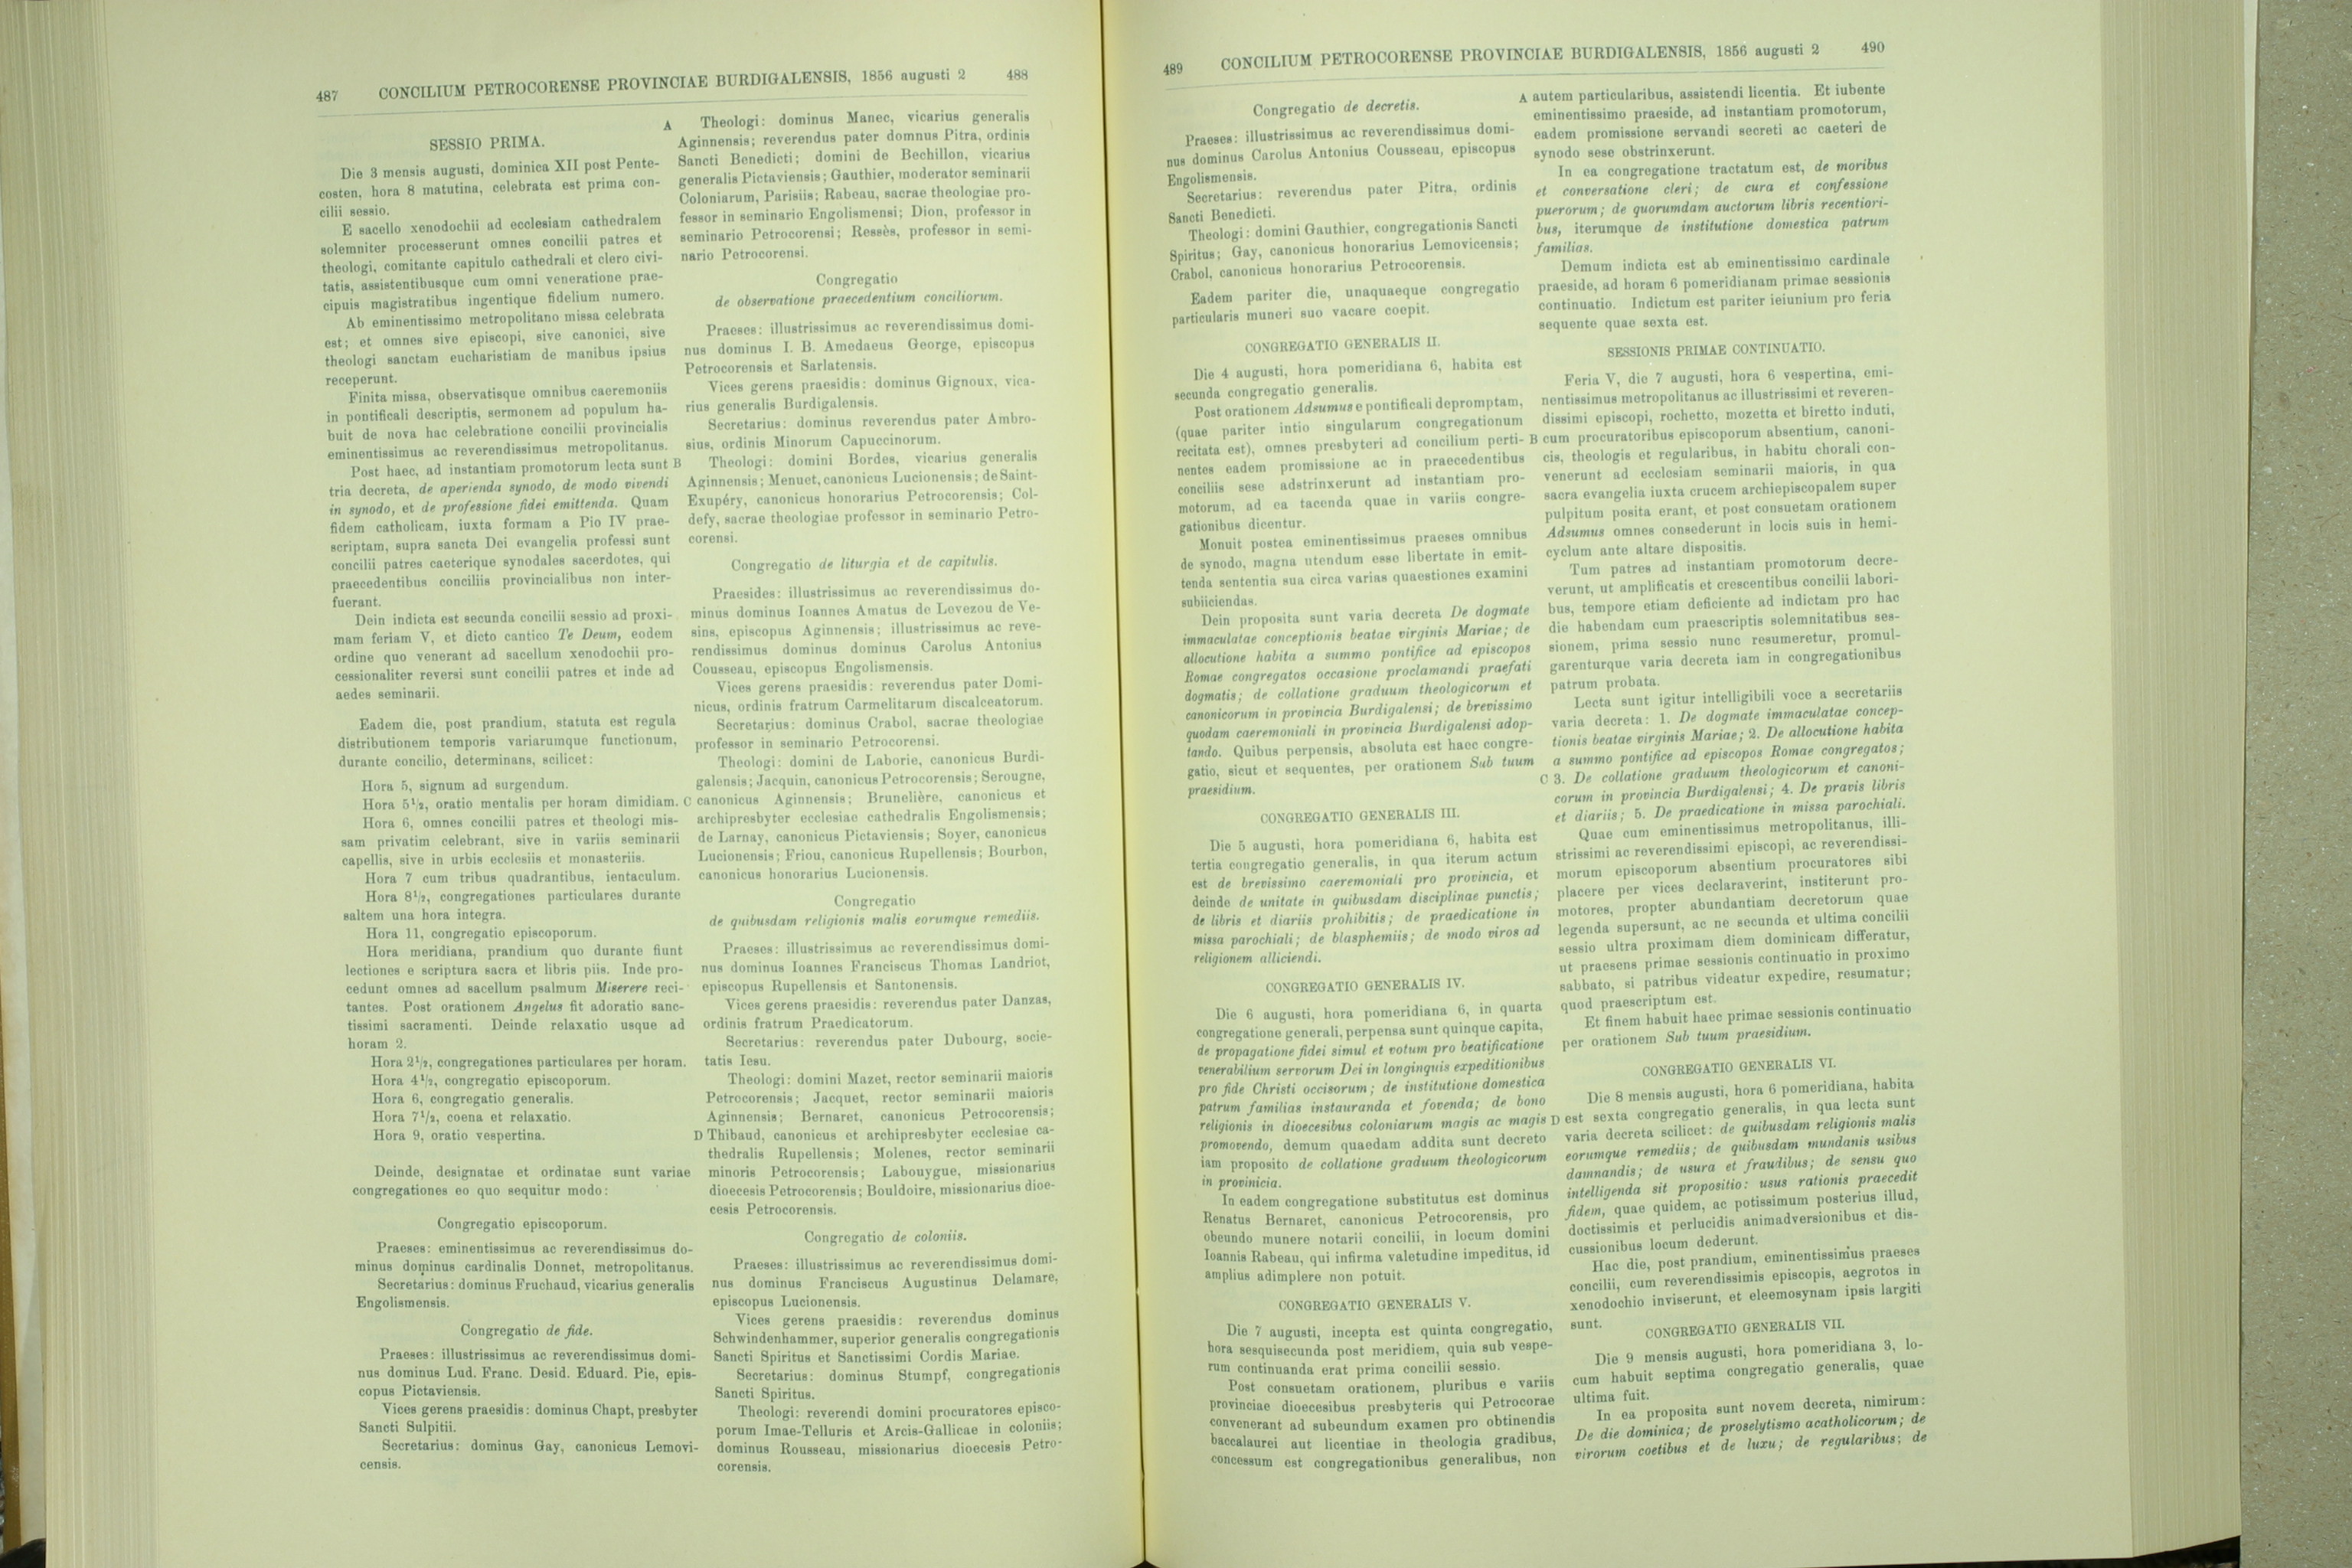 487 CONCILIUM PETROCORENSE PROVINCIAE BURDIGALENSIS, 1856 augusti 2 488
SESSIO PRIMA.
Die 3 mensis augusti, dominica XII post Pente-
costen, hora 8 matutina, celebrata est prima con-
cilii sessio.
E sacello xenodochii ad ecclesiam cathedralem
solemniter processerunt omnes concilii patres et
theologi, comitante capitulo cathedrali et clero civi-
tatis, assistentibusque cum omni veneratione prae-
cipuis magistratibus ingentique fidelium numero.
Ab eminentissimo metropolitano missa celebrata
est; et omnes sive episcopi, sive canonici, sive
theologi sanctam eucharistiam de manibus ipsius
receperunt.
Finita missa, observatisque omnibus caeremoniis
in pontificali descriptis, sermonem ad populum ha-
buit de nova hac celebratione concilii provincialis
eminentissimus ac reverendissimus metropolitanus.
Post haec, ad instantiam promotorum lecta sunt B
tria decreta, de aperienda synodo, de modo vivendi
in synodo, et de professione fidei emittenda. Quam
fidem catholicam, iuxta formam a Pio IV prae-
scriptam, supra sancta Dei evangelia professi sunt
concilii patres caeterique synodales sacerdotes, qui
praecedentibus conciliis provincialibus non inter-
fuerant.
Dein indicta est secunda concilii sessio ad proxi-
mam feriam V, et dicto cantico Te Deum, eodem
ordine quo venerant ad sacellum xenodochii pro-
cessionaliter reversi sunt concilii patres et inde ad
aedes seminarii.
Eadem die, post prandium, statuta est regula
distributionem temporis variarumque functionum,
durante concilio, determinans, scilicet:
Hora 5, signum ad surgendum.
Hora 5 1/2, oratio mentalis per horam dimidiam. C
Hora 6, omnes concilii patres et theologi mis-
sam privatim celebrant, sive in variis seminarii
capellis, sive in urbis ecclesiis et monasteriis.
Hora 7 cum tribus quadrantibus, ientaculum.
Hora 8 1/2, congregationes particulares durante
saltem una hora integra.
Hora 11, congregatio episcoporum.
Hora meridiana, prandium quo durante fiunt
lectiones e scriptura sacra et libris piis. Inde pro-
cedunt omnes ad sacellum psalmum Miserere reci-
tantes. Post orationem Angelus fit adoratio sanc-
tissimi sacramenti. Deinde relaxatio usque ad
horam 2.
Hora 2 1/2, congregationes particulares per horam.
Hora 4 1/2, congregatio episcoporum.
Hora 6, congregatio generalis.
Hora 7 1/2, coena et relaxatio.
Hora 9, oratio vespertina.
Deinde, designatae et ordinatae sunt variae
congregationes eo quo sequitur modo:
Congregatio episcoporum.
Praeses: eminentissimus ac reverendissimus do-
minus dominus cardinalis Donnet, metropolitanus.
Secretarius: dominus Fruchaud, vicarius generalis
Engolismensis.
Congregatio de fide.
Praeses: illustrissimus ac reverendissimus domi-
nus dominus Lud. Franc. Desid. Eduard. Pie, epis-
copus Pictaviensis.
Vices gerens praesidis: dominus Chapt, presbyter
Sancti Sulpitii.
Secretarius: dominus Gay, canonicus Lemovi-
censis.
A Theologi: dominus Manec, vicarius generalis
Aginnensis; reverendus pater domnus Pitra, ordinis
Sancti Benedicti; domini de Bechillon, vicarius
generalis Pictaviensis; Gauthier, moderator seminarii
Coloniarum, Parisiis; Rabeau, sacrae theologiae pro-
fessor in seminario Engolismensi; Dion, professor in
seminario Petrocorensi; Ressès, professor in semi-
nario Petrocorensi.
Congregatio
de observatione praecedentium conciliorum.
Praeses: illustrissimus ac reverendissimus domi-
nus dominus I. B. Amedaeus George, episcopus
Petrocorensis et Sarlatensis.
Vices gerens praesidis: dominus Gignoux, vica-
rius generalis Burdigalensis.
Secretarius: dominus reverendus pater Ambro-
sius, ordinis Minorum Capuccinorum.
Theologi: domini Bordes, vicarius generalis
Aginnensis; Menuet, canonicus Lucionensis; de Saint-
Exupéry, canonicus honorarius Petrocorensis; Col-
defy, sacrae theologiae professor in seminario Petro-
corensi.
Congregatio de liturgia et de capitulis.
Praesides: illustrissimus ac reverendissimus do-
minus dominus Ioannes Amatus de Levezou de Ve-
sins, episcopus Aginnensis; illustrissimus ac reve-
rendissimus dominus dominus Carolus Antonius
Cousseau, episcopus Engolismensis.
Vices gerens praesidis: reverendus pater Domi-
nicus, ordinis fratrum Carmelitarum discalceatorum.
Secretarius: dominus Crabol, sacrae theologiae
professor in seminario Petrocorensi.
Theologi: domini de Laborie, canonicus Burdi-
galensis; Jacquin, canonicus Petrocorensis; Serougne,
canonicus Aginnensis; Brunelière, canonicus et
archipresbyter ecclesiae cathedralis Engolismensis;
de Larnay, canonicus Pictaviensis; Soyer, canonicus
Lucionensis; Friou, canonicus Rupellensis; Bourbon,
canonicus honorarius Lucionensis.
Congregatio
de quibusdam religionis malis eorumque remediis.
Praeses: illustrissimus ac reverendissimus domi-
nus dominus Ioannes Franciscus Thomas Landriot,
episcopus Rupellensis et Santonensis.
Vices gerens praesidis: reverendus pater Danzas,
ordinis fratrum Praedicatorum.
Secretarius: reverendus pater Dubourg, socie-
tatis Iesu.
Theologi: domini Mazet, rector seminarii maioris
Petrocorensis; Jacquet, rector seminarii maioris
Aginnensis; Bernaret, canonicus Petrocorensis;
D Thibaud, canonicus et archipresbyter ecclesiae ca-
thedralis Rupellensis; Molenes, rector seminarii
minoris Petrocorensis; Labouygue, missionarius
dioecesis Petrocorensis; Bouldoire, missionarius dioe-
cesis Petrocorensis.
Congregatio de coloniis.
Praeses: illustrissimus ac reverendissimus domi-
nus dominus Franciscus Augustinus Delamare,
episcopus Lucionensis.
Vices gerens praesidis: reverendus dominus
Schwindenhammer, superior generalis congregationis
Sancti Spiritus et Sanctissimi Cordis Mariae.
Secretarius: dominus Stumpf, congregationis
Sancti Spiritus.
Theologi: reverendi domini procuratores episco-
porum Imae-Telluris et Arcis-Gallicae in coloniis;
dominus Rousseau, missionarius dioecesis Petro-
corensis.
489 CONCILIUM PETROCORENSE PROVINCIAE BURDIGALENSIS, 1856 augusti 2 490
Congregatio de decretis.
Praeses: illustrissimus ac reverendissimus domi-
nus dominus Carolus Antonius Cousseau, episcopus
Engolismensis.
Secretarius: reverendus pater Pitra, ordinis
Sancti Benedicti.
Theologi: domini Gauthier, congregationis Sancti
Spiritus; Gay, canonicus honorarius Lemovicensis;
Crabol, canonicus honorarius Petrocorensis.
Eadem pariter die, unaquaeque congregatio
particularis muneri suo vacare coepit.
CONGREGATIO GENERALIS II.
Die 4 augusti, hora pomeridiana 6, habita est
secunda congregatio generalis.
Post orationem Adsumus e pontificali depromptam,
(quae pariter intio singularum congregationum
recitata est), omnes presbyteri ad concilium perti-
nentes eadem promissione ac in praecedentibus
conciliis sese adstrinxerunt ad instantiam pro-
motorum, ad ea tacenda quae in variis congre-
gationibus dicentur.
Monuit postea eminentissimus praeses omnibus
de synodo, magna utendum esse libertate in emit-
tenda sententia sua circa varias quaestiones examini
subiiciendas.
Dein proposita sunt varia decreta De dogmate
immaculatae conceptionis beatae virginis Mariae; de
allocutione habita a summo pontifice ad episcopos
Romae congregatos occasione proclamandi praefati
dogmatis; de collatione graduum theologicorum et
canonicorum in provincia Burdigalensi; de brevissimo
quodam caeremoniali in provincia Burdigalensi adop-
tando. Quibus perpensis, absoluta est haec congre-
gatio, sicut et sequentes, per orationem Sub tuum
praesidium.
CONGREGATIO GENERALIS III.
Die 5 augusti, hora pomeridiana 6, habita est
tertia congregatio generalis, in qua iterum actum
est de brevissimo caeremoniali pro provincia, et
deinde de unitate in quibusdam disciplinae punctis;
de libris et diariis prohibitis; de praedicatione in
missa parochiali; de blasphemiis; de modo viros ad
religionem alliciendi.
CONGREGATIO GENERALIS IV.
Die 6 augusti, hora pomeridiana 6, in quarta
congregatione generali, perpensa sunt quinque capita,
de propagatione fidei simul et votum pro beatificatione
venerabilium servorum Dei in longinquis expeditionibus
pro fide Christi occisorum; de institutione domestica
patrum familias instauranda et fovenda; de bono
religionis in dioecesibus coloniarum magis ac magis
promovendo, demum quaedam addita sunt decreto
iam proposito de collatione graduum theologicorum
in provinicia.
In eadem congregatione substitutus est dominus
Renatus Bernaret, canonicus Petrocorensis, pro
obeundo munere notarii concilii, in locum domini
Ioannis Rabeau, qui infirma valetudine impeditus, id
amplius adimplere non potuit.
CONGREGATIO GENERALIS V.
Die 7 augusti, incepta est quinta congregatio,
hora sesquisecunda post meridiem, quia sub vespe-
rum continuanda erat prima concilii sessio.
Post consuetam orationem, pluribus e variis
provinciae dioecesibus presbyteris qui Petrocorae
convenerant ad subeundum examen pro obtinendis
baccalaurei aut licentiae in theologia gradibus,
concessum est congregationibus generalibus, non
A autem particularibus, assistendi licentia. Et iubente
eminentissimo praeside, ad instantiam promotorum,
eadem promissione servandi secreti ac caeteri de
synodo sese obstrinxerunt.
In ea congregatione tractatum est, de moribus
et conversatione cleri; de cura et confessione
puerorum; de quorumdam auctorum libris recentiori-
bus, iterumque de institutione domestica patrum
familias.
Demum indicta est ab eminentissimo cardinale
praeside, ad horam 6 pomeridianam primae sessionis
continuatio. Indictum est pariter ieiunium pro feria
sequente quae sexta est.
SESSIONIS PRIMAE CONTINUATIO.
Feria V, die 7 augusti, hora 6 vespertina, emi-
nentissimus metropolitanus ac illustrissimi et reveren-
dissimi episcopi, rochetto, mozetta et biretto induti,
B cum procuratoribus episcoporum absentium, canoni-
cis, theologis et regularibus, in habitu chorali con-
venerunt ad ecclesiam seminarii maioris, in qua
sacra evangelia iuxta crucem archiepiscopalem super
pulpitum posita erant, et post consuetam orationem
Adsumus omnes consederunt in locis suis in hemi-
cyclum ante altare dispositis.
Tum patres ad instantiam promotorum decre-
verunt, ut amplificatis et crescentibus concilii labori-
bus, tempore etiam deficiente ad indictam pro hac
die habendam cum praescriptis solemnitatibus ses-
sionem, prima sessio nunc resumeretur, promul-
garenturque varia decreta iam in congregationibus
patrum probata.
Lecta sunt igitur intelligibili voce a secretariis
varia decreta: 1. De dogmate immaculatae concep-
tionis beatae virginis Mariae; 2. De allocutione habita
a summo pontifice ad episcopos Romae congregatos;
C 3. De collatione graduum theologicorum et canoni-
corum in provincia Burdigalensi; 4. De pravis libris
et diariis; 5. De praedicatione in missa parochiali.
Quae cum eminentissimus metropolitanus, illu-
strissimi ac reverendissimi episcopi, ac reverendissi-
morum episcoporum absentium procuratores sibi
placere per vices declaraverint, institerunt pro-
motores, propter abundantiam decretorum quae
legenda supersunt, ac ne secunda et ultima concilii
sessio ultra proximam diem dominicam differatur,
ut praesens primae sessionis continuatio in proximo
sabbato, si patribus videatur expedire, resumatur;
quod praescriptum est.
Et finem habuit haec primae sessionis continuatio
per orationem Sub tuum praesidium.
CONGREGATIO GENERALIS VI.
Die 8 mensis augusti, hora 6 pomeridiana, habita
D est sexta congregatio generalis, in qua lecta sunt
varia decreta scilicet: de quibusdam religionis malis
eorumque remediis; de quibusdam mundanis usibus
damnandis; de usura et fraudibus; de sensu quo
intelligenda sit propositio: usus rationis praecedit
fidem, quae quidem, ac potissimum posterius illud,
doctissimis et perlucidis animadversionibus et dis-
cussionibus locum dederunt.
Hac die, post prandium, eminentissimus praeses
concilii, cum reverendissimis episcopis, aegrotos in
xenodochio inviserunt, et eleemosynam ipsis largiti
sunt.
CONGREGATIO GENERALIS VII.
Die 9 mensis augusti, hora pomeridiana 3, lo-
cum habuit septima congregatio generalis, quae
ultima fuit.
In ea proposita sunt novem decreta, nimirum:
De die dominica; de proselytismo acatholicorum; de
virorum coetibus et de luxu; de regularibus; de